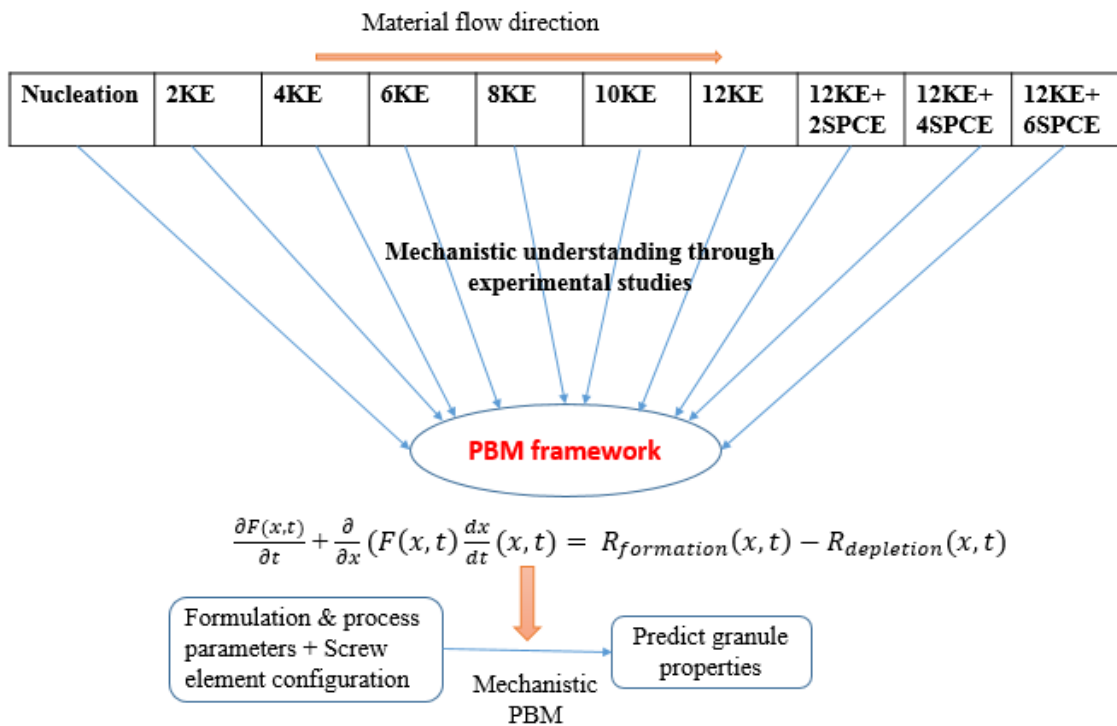 Material flow direction
Nucleation 2KE 4KE 6KE 8KE 10KE 12KE 12KE+ 12KE+ 12KE+
2SPCE 4SPCE 6SPCE
Mechanistic understanding through
experimental studies
PBM framework
∂F(x,t)/∂t + ∂/∂x (F(x,t) dx/dt (x,t) = R_formation(x,t) − R_depletion(x,t)
Formulation & process
parameters + Screw
element configuration
Mechanistic
PBM
Predict granule
properties